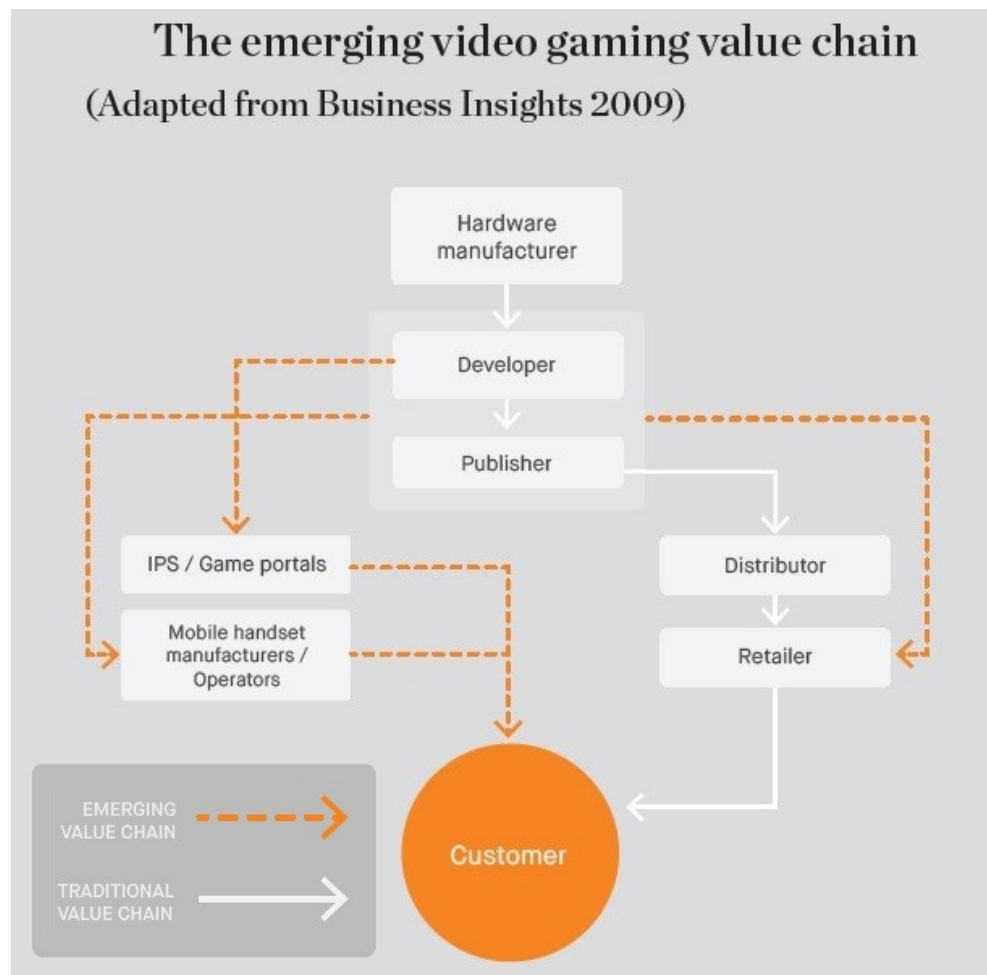 The emerging video gaming value chain
(Adapted from Business Insights 2009)
Hardware
manufacturer
Developer
Publisher
IPS / Game portals
Distributor
Mobile handset
manufacturers /
Operators
Retailer
Customer
EMERGING
VALUE CHAIN
TRADITIONAL
VALUE CHAIN